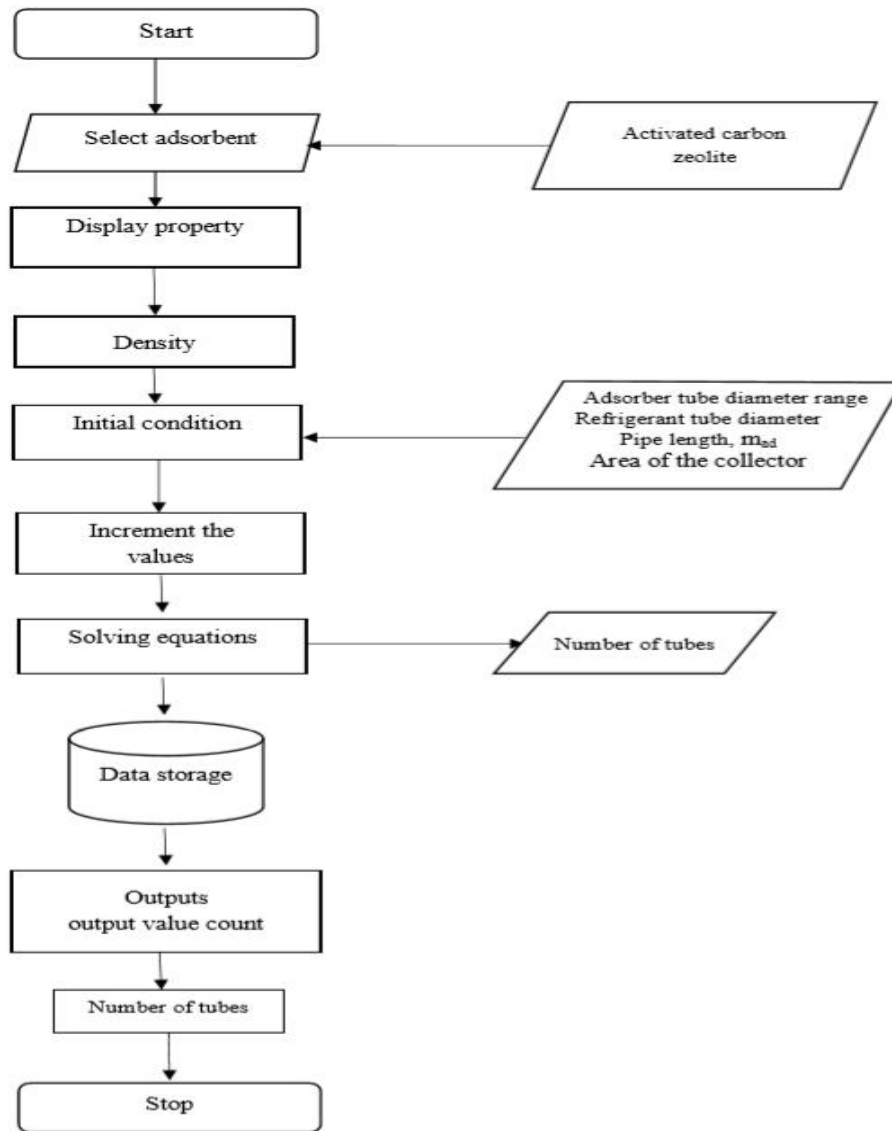 Start
Select adsorbent
Activated carbon
zeolite
Display property
Density
Initial condition
Adsorber tube diameter range
Refrigerant tube diameter
Pipe length, mad
Area of the collector
Increment the
values
Solving equations
Number of tubes
Data storage
Outputs
output value count
Number of tubes
Stop